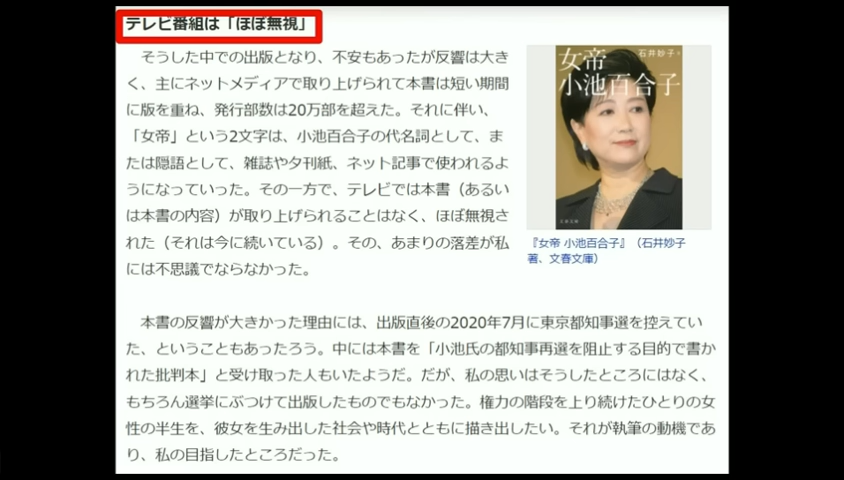 テレビ番組は「ほぼ無視」
そうした中での出版となり、不安もあったが反響は大き
く、主にネットメディアで取り上げられて本書は短い期間
に版を重ね、発行部数は20万部を超えた。それに伴い、
「女帝」という2文字は、小池百合子の代名詞として、ま
たは隠語として、雑誌や夕刊紙、ネット記事で使われるよ
うになっていった。その一方で、テレビでは本書（あるい
は本書の内容）が取り上げられることはなく、ほぼ無視さ
れた（それは今に続いている）。その、あまりの落差が私
には不思議でならなかった。
女帝
小池百合子
石井妙子
文春文庫
『女帝 小池百合子』（石井妙子
著、文春文庫）
本書の反響が大きかった理由には、出版直後の2020年7月に東京都知事選を控えてい
た、ということもあったろう。中には本書を「小池氏の都知事再選を阻止する目的で書か
れた批判本」と受け取った人もいたようだ。だが、私の思いはそうしたところにはなく、
もちろん選挙にぶつけて出版したものでもなかった。権力の階段を上り続けたひとりの女
性の半生を、彼女を生み出した社会や時代とともに描き出したい。それが執筆の動機であ
り、私の目指したところだった。